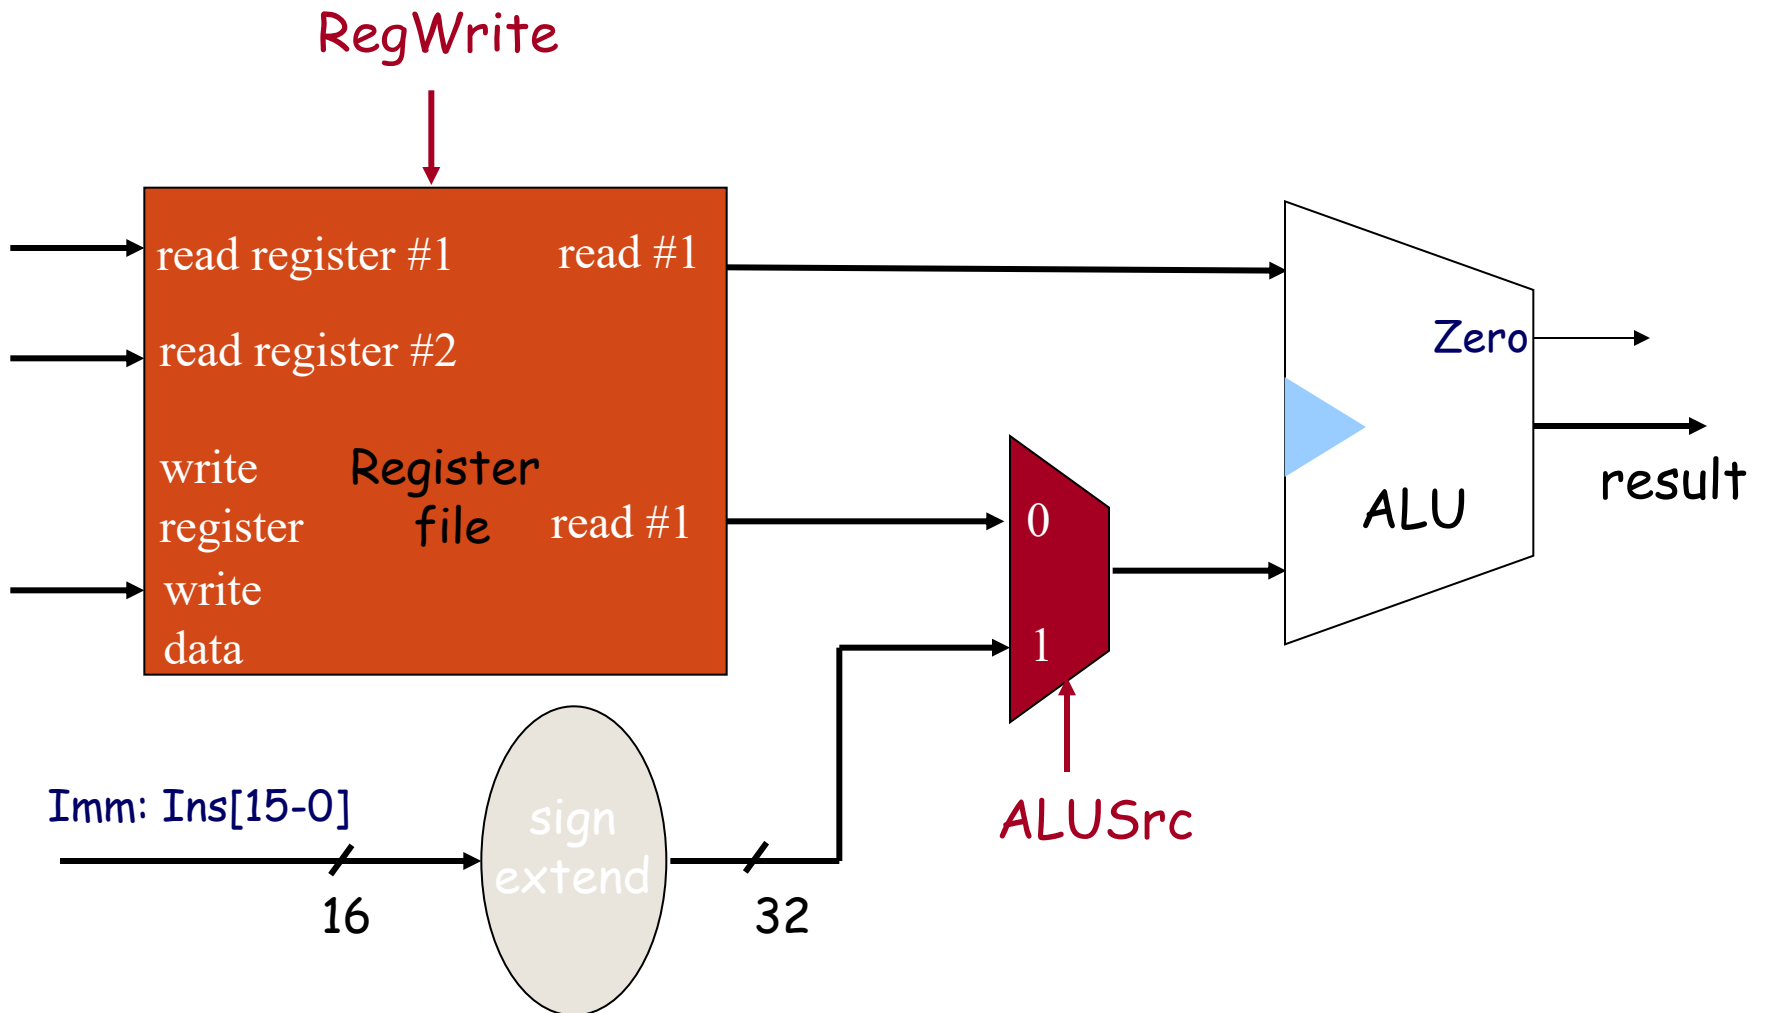 RegWrite
read register #1
read #1
read register #2
write
register
Register
file
read #1
write
data
0
1
Zero
ALU
result
Imm: Ins[15-0]
16
sign
extend
32
ALUSrc